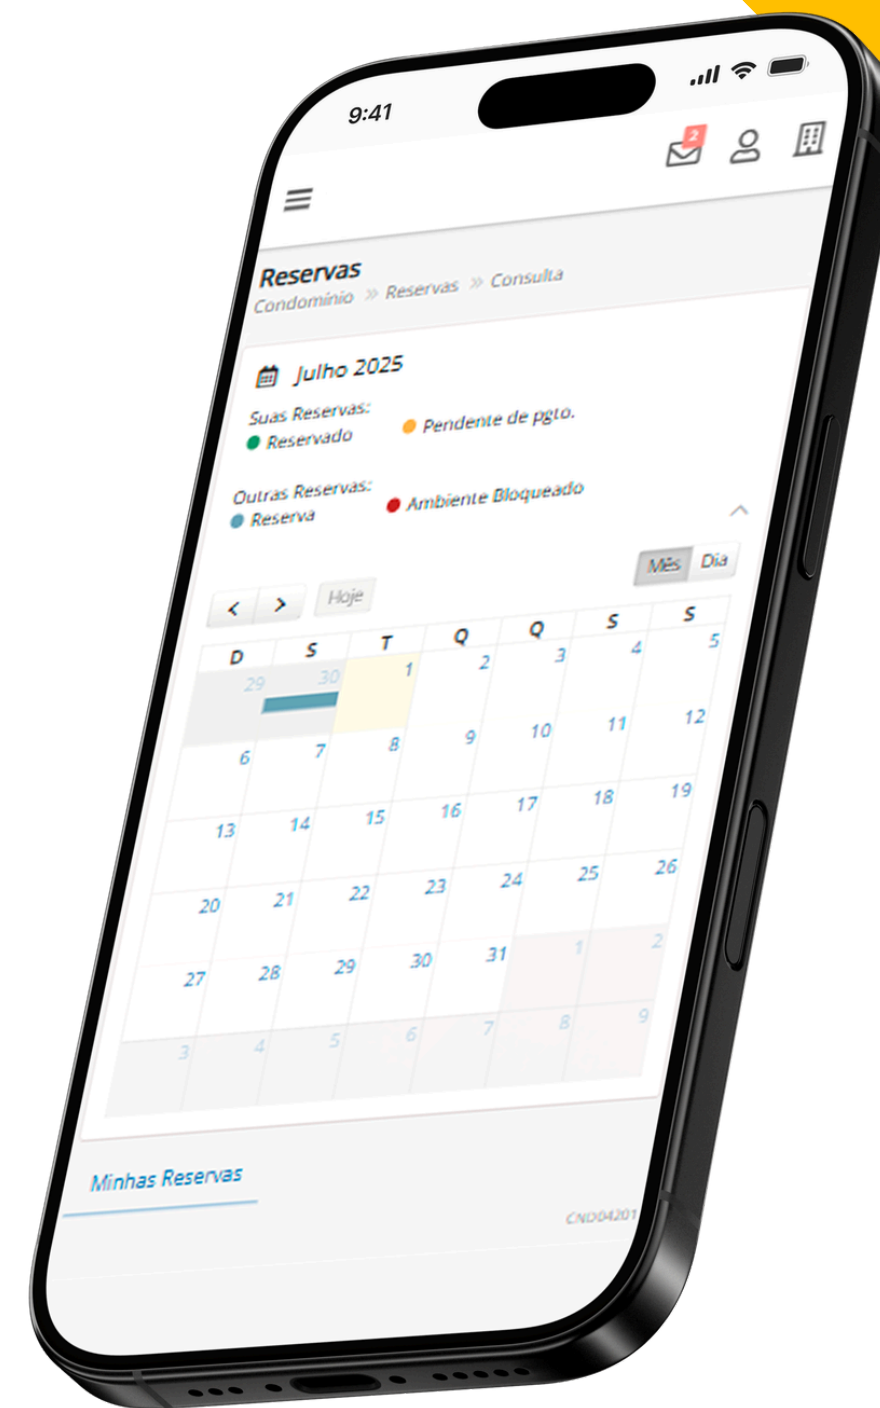 9:41
2
Reservas
Condomínio » Reservas » Consulta
Julho 2025
Suas Reservas:
Reservado Pendente de pgto.
Outras Reservas:
Reserva Ambiente Bloqueado
< > Hoje Mês Dia
D S T Q Q S S
29 30 1 2 3 4 5
6 7 8 9 10 11 12
13 14 15 16 17 18 19
20 21 22 23 24 25 26
27 28 29 30 31 1 2
3 4 5 6 7 8 9
Minhas Reservas
CND04201